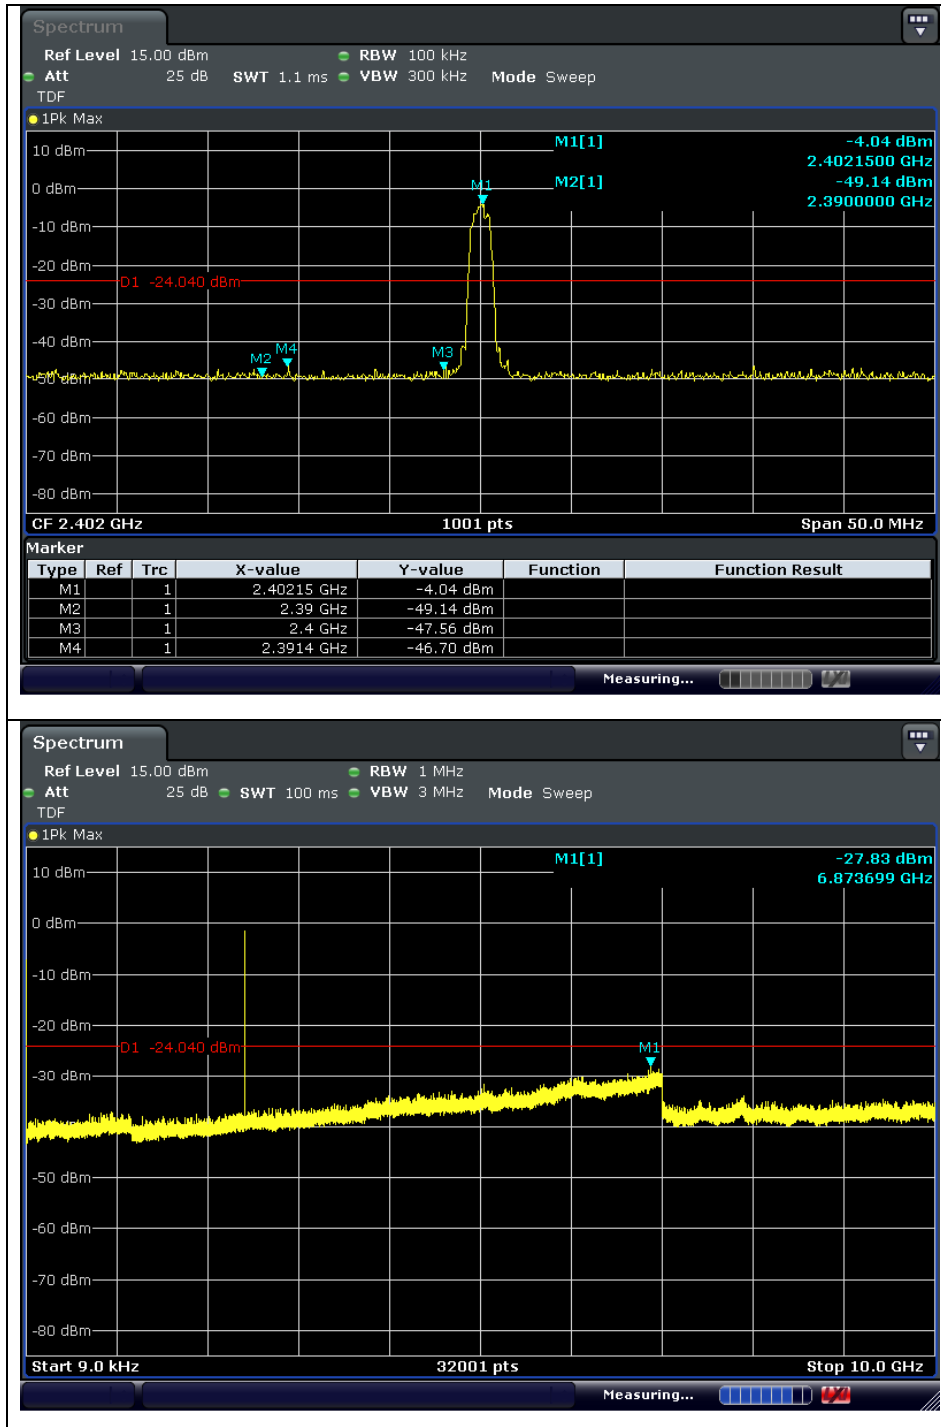 Spectrum
Ref Level 15.00 dBm RBW 100 kHz
Att 25 dB SWT 1.1 ms VBW 300 kHz Mode Sweep
TDF
1Pk Max
M1[1] -4.04 dBm
2.4021500 GHz
M2[1] -49.14 dBm
2.3900000 GHz
10 dBm
0 dBm
M1
-10 dBm
-20 dBm
D1 -24.040 dBm
-30 dBm
-40 dBm
M2 M4 M3
-50 dBm
-60 dBm
-70 dBm
-80 dBm
CF 2.402 GHz 1001 pts Span 50.0 MHz
Marker
Type Ref Trc X-value Y-value Function Function Result
M1 1 2.40215 GHz -4.04 dBm
M2 1 2.39 GHz -49.14 dBm
M3 1 2.4 GHz -47.56 dBm
M4 1 2.3914 GHz -46.70 dBm
Measuring...
Spectrum
Ref Level 15.00 dBm RBW 1 MHz
Att 25 dB SWT 100 ms VBW 3 MHz Mode Sweep
TDF
1Pk Max
M1[1] -27.83 dBm
6.873699 GHz
10 dBm
0 dBm
-10 dBm
-20 dBm
D1 -24.040 dBm
M1
-30 dBm
-50 dBm
-60 dBm
-70 dBm
-80 dBm
Start 9.0 kHz 32001 pts Stop 10.0 GHz
Measuring...